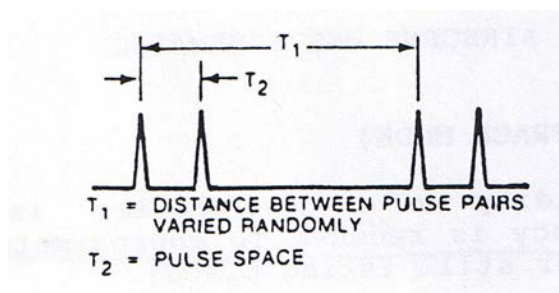 T₁
T₂
T₁ = DISTANCE BETWEEN PULSE PAIRS
VARIED RANDOMLY
T₂ = PULSE SPACE